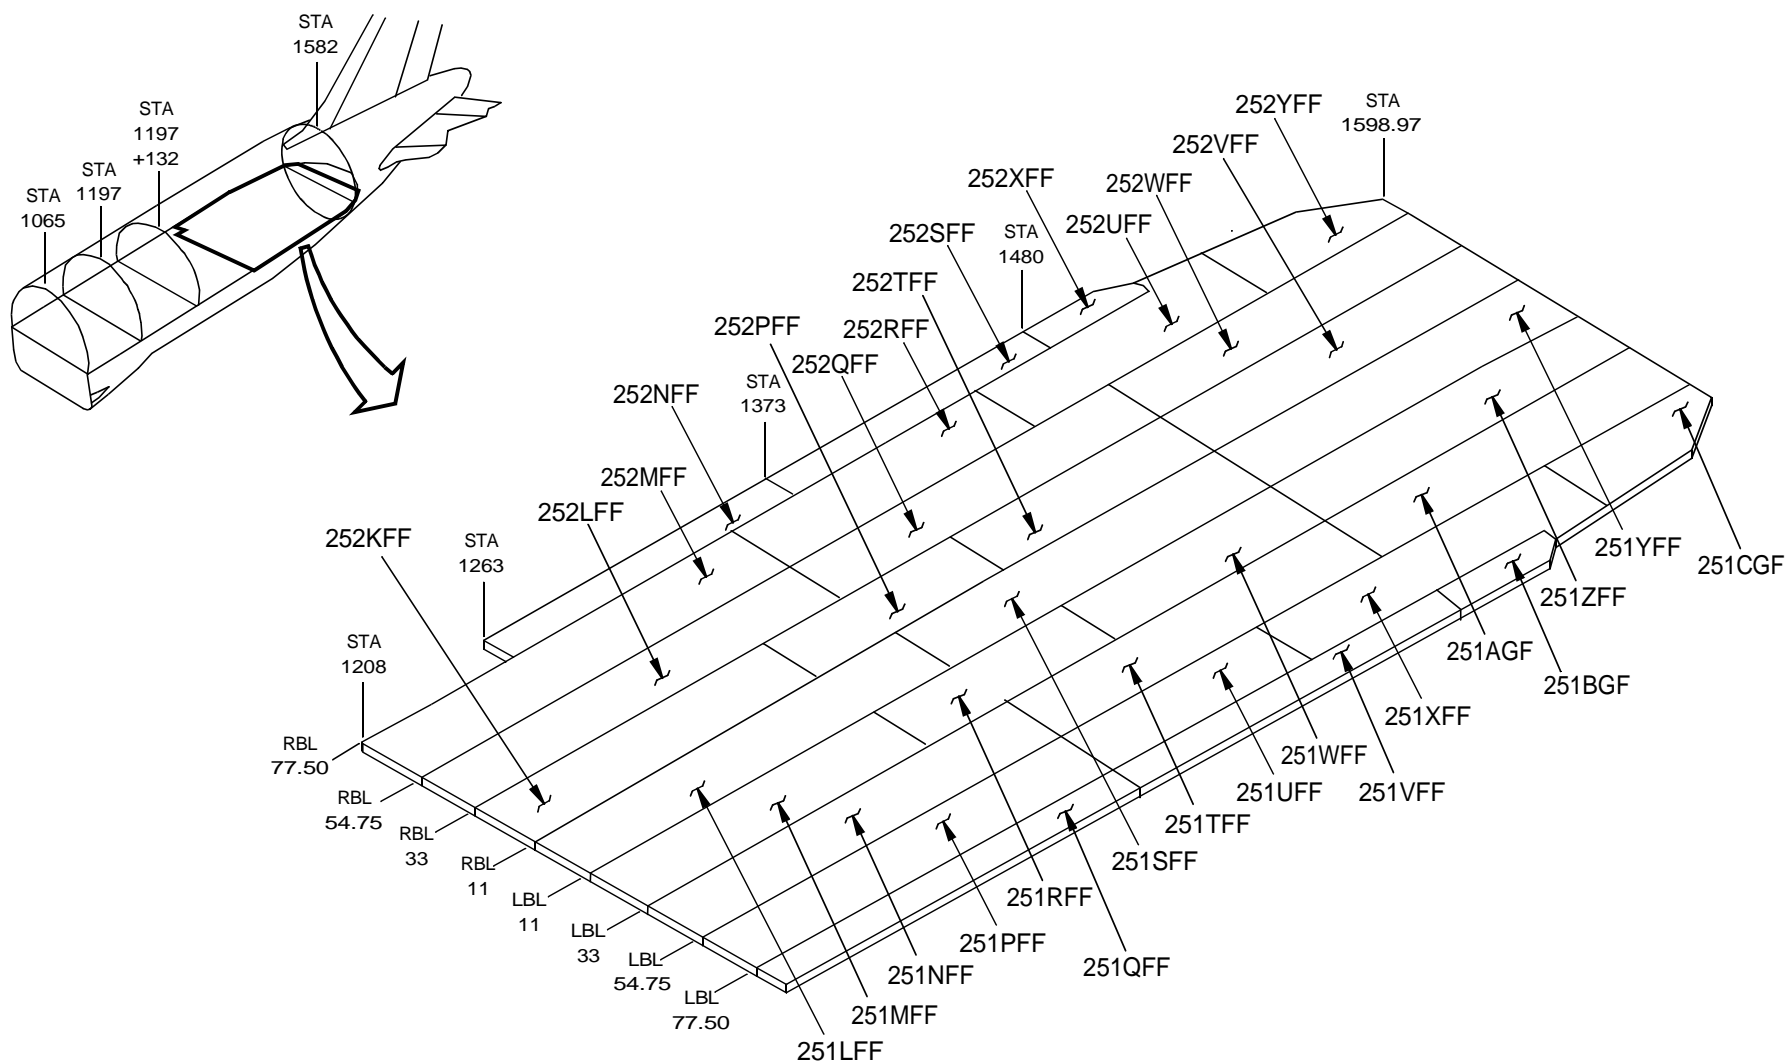 STA
1582
STA
1197
+132
STA
1197
STA
1065
252YFF
STA
1598.97
252VFF
252XFF
252WFF
252SFF
STA
1480
252UFF
252TFF
252PFF
252RFF
252QFF
STA
1373
252NFF
252MFF
252LFF
252KFF
STA
1263
STA
1208
RBL
77.50
RBL
54.75
RBL
33
RBL
11
LBL
11
LBL
33
LBL
54.75
LBL
77.50
251YFF
251CGF
251ZFF
251AGF
251BGF
251XFF
251WFF
251VFF
251UFF
251TFF
251SFF
251RFF
251PFF
251QFF
251NFF
251MFF
251LFF